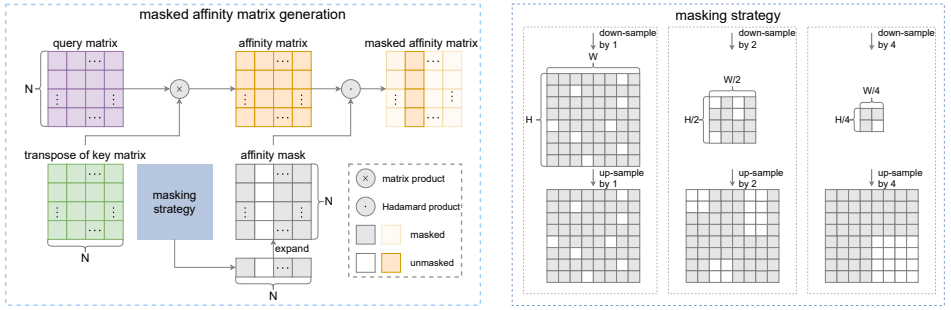 masked affinity matrix generation
query matrix
affinity matrix
masked affinity matrix
N
transpose of key matrix
affinity mask
masking
strategy
N
N
expand
N
matrix product
Hadamard product
masked
unmasked
masking strategy
down-sample
by 1
W
H
up-sample
by 1
down-sample
by 2
W/2
H/2
up-sample
by 2
down-sample
by 4
W/4
H/4
up-sample
by 4